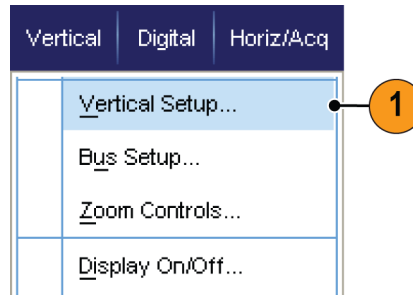 Vertical Digital Horiz/Acq
Vertical Setup... 1
Bus Setup...
Zoom Controls...
Display On/Off...